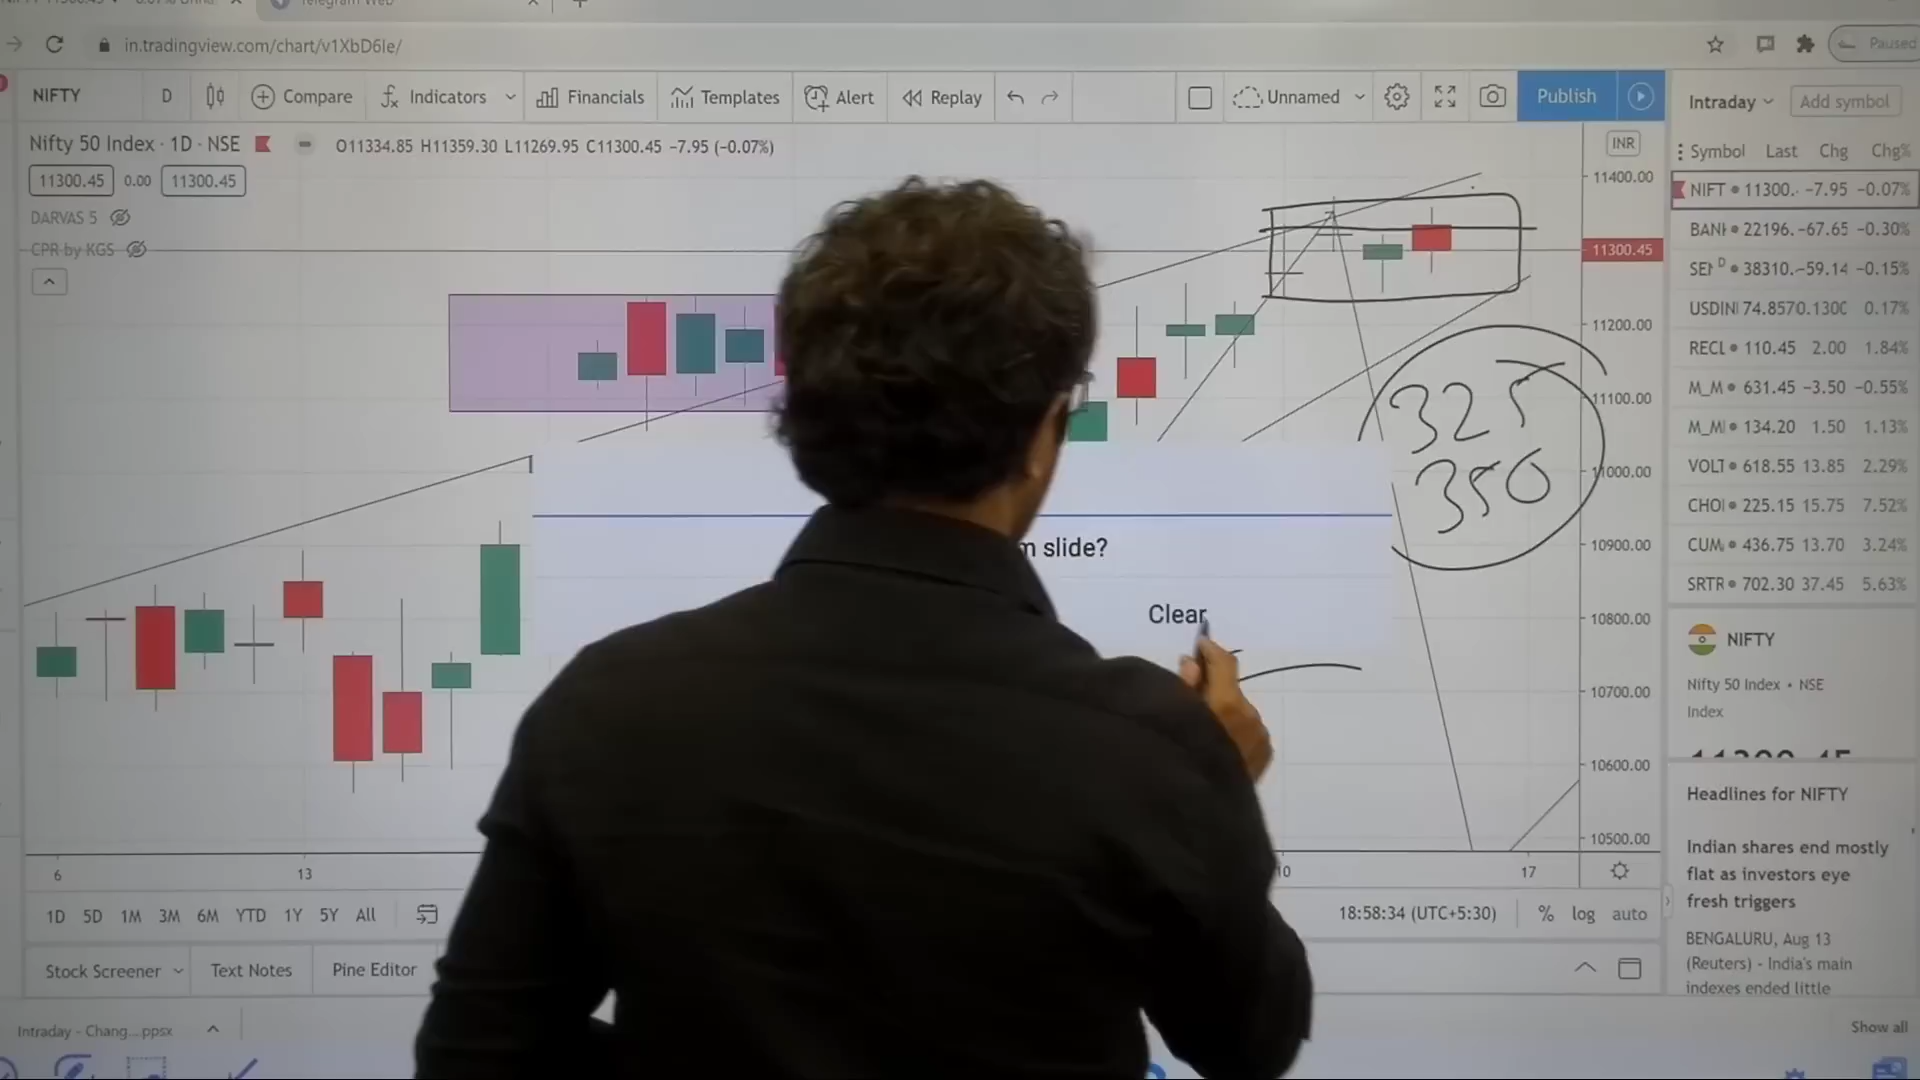 in.tradingview.com/chart/v1XbD6Ie/
Paused
NIFTY D Compare Indicators Financials Templates Alert Replay Unnamed Publish
Intraday Add symbol
Nifty 50 Index · 1D · NSE O11334.85 H11359.30 L11269.95 C11300.45 −7.95 (−0.07%)
INR
11300.45 0.00 11300.45
DARVAS 5
CPR by KGS
11400.00
11300.45
11200.00
11100.00
11000.00
10900.00
10800.00
10700.00
10600.00
10500.00
325
350
slide?
Clear
6 13 10 17
1D 5D 1M 3M 6M YTD 1Y 5Y All
18:58:34 (UTC+5:30) % log auto
Stock Screener Text Notes Pine Editor
Intraday - Chang...ppsx
Show all
Symbol Last Chg Chg%
NIFT 11300. −7.95 −0.07%
BANK 22196. −67.65 −0.30%
SEN D 38310. −59.14 −0.15%
USDIN 74.8570 .1300 0.17%
RECL 110.45 2.00 1.84%
M_M 631.45 −3.50 −0.55%
M_M 134.20 1.50 1.13%
VOLT 618.55 13.85 2.29%
CHO 225.15 15.75 7.52%
CUM 436.75 13.70 3.24%
SRTR 702.30 37.45 5.63%
NIFTY
Nifty 50 Index • NSE
Index
Headlines for NIFTY
Indian shares end mostly
flat as investors eye
fresh triggers
BENGALURU, Aug 13
(Reuters) - India's main
indexes ended little